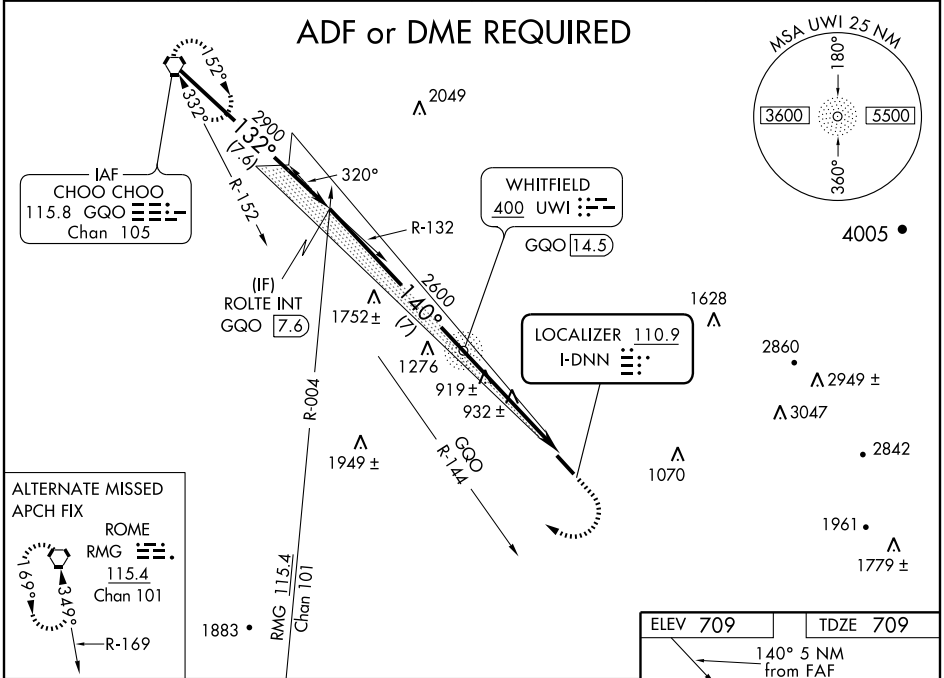 ADF or DME REQUIRED
MSA UWI 25 NM
180°
3600
5500
360°
152°
332°
2049
2900
132°
(7.6)
320°
R-152
IAF
CHOO CHOO
115.8 GQO
Chan 105
WHITFIELD
400 UWI
GQO 14.5
R-132
4005
(IF)
ROLTE INT
GQO 7.6
2600
140°
(7)
1752 ±
1276
919 ±
932 ±
1628
LOCALIZER 110.9
I-DNN
2860
2949 ±
3047
R-004
1949 ±
GQO
R-144
1070
2842
1961
1779 ±
ALTERNATE MISSED
APCH FIX
ROME
RMG
115.4
Chan 101
169°
349°
R-169
1883
RMG 115.4
Chan 101
ELEV 709
TDZE 709
140° 5 NM
from FAF